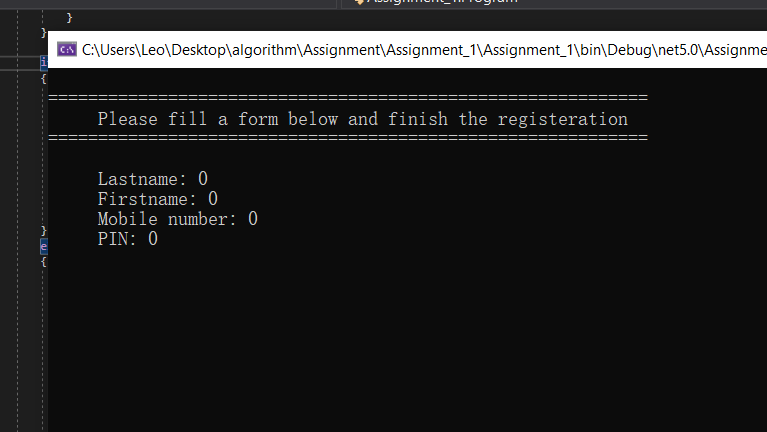 }
}
C:\Users\Leo\Desktop\algorithm\Assignment\Assignment_1\Assignment_1\bin\Debug\net5.0\Assignme
i
{
============================================================
Please fill a form below and finish the registeration
============================================================
Lastname: 0
Firstname: 0
Mobile number: 0
PIN: 0
}
e
{